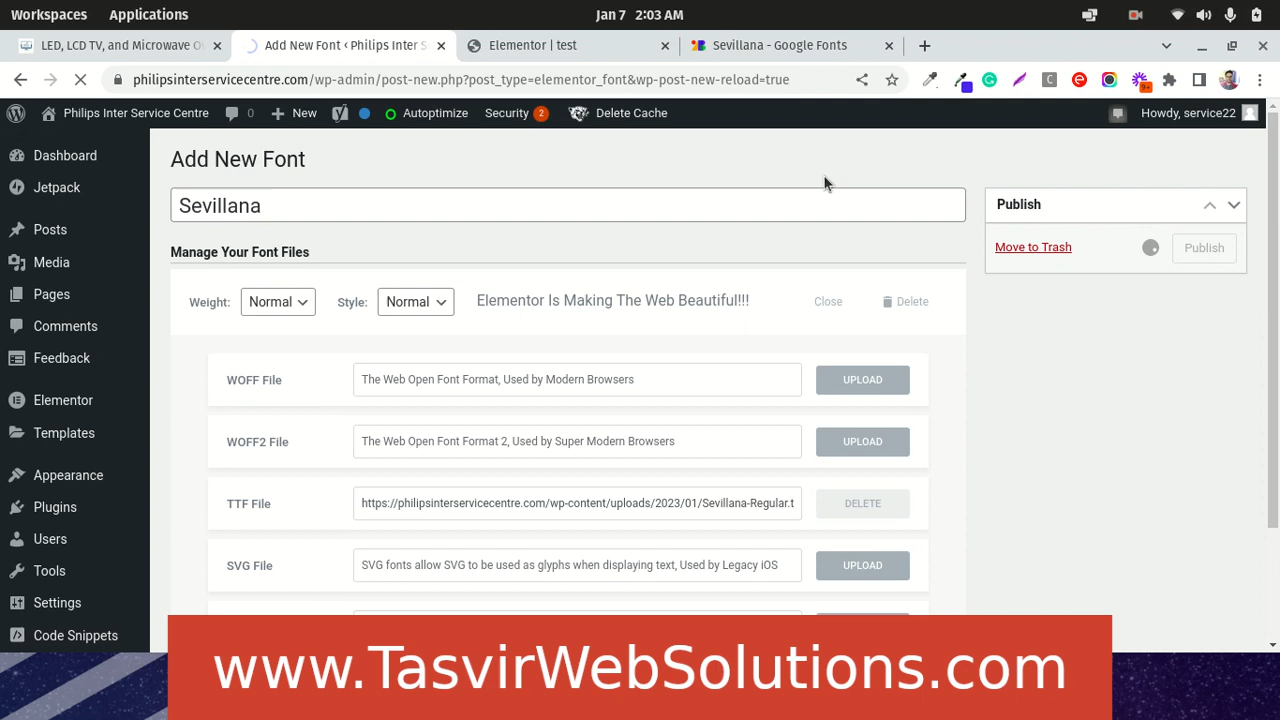 Workspaces Applications Jan 7 2:03 AM
LED, LCD TV, and Microwave Ov Add New Font ‹ Philips Inter S Elementor | test Sevillana - Google Fonts
philipsinterservicecentre.com/wp-admin/post-new.php?post_type=elementor_font&wp-post-new-reload=true 9+
Philips Inter Service Centre 0 New Autoptimize Security 2 Delete Cache Howdy, service22
Dashboard
Jetpack
Posts
Media
Pages
Comments
Feedback
Elementor
Templates
Appearance
Plugins
Users
Tools
Settings
Code Snippets
Add New Font
Sevillana
Manage Your Font Files
Weight: Normal Style: Normal Elementor Is Making The Web Beautiful!!! Close Delete
WOFF File The Web Open Font Format, Used by Modern Browsers UPLOAD
WOFF2 File The Web Open Font Format 2, Used by Super Modern Browsers UPLOAD
TTF File https://philipsinterservicecentre.com/wp-content/uploads/2023/01/Sevillana-Regular.t DELETE
SVG File SVG fonts allow SVG to be used as glyphs when displaying text, Used by Legacy iOS UPLOAD
Publish
Move to Trash Publish
www.TasvirWebSolutions.com